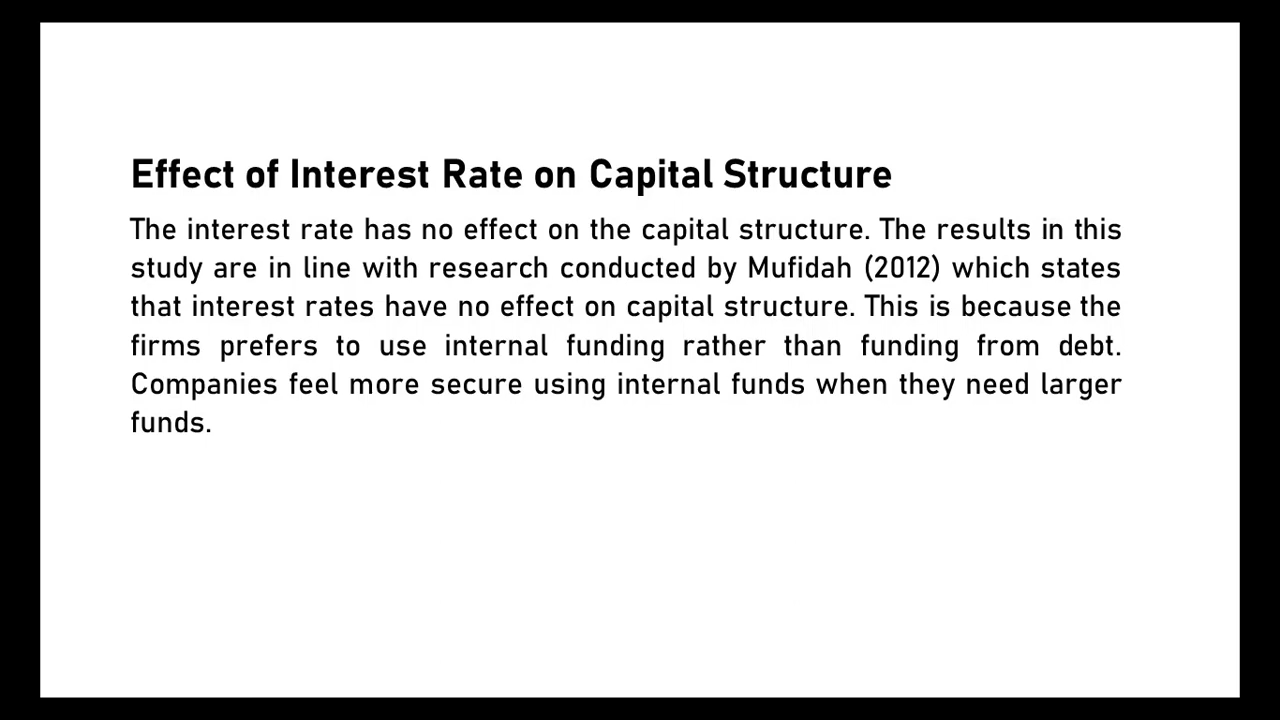 Effect of Interest Rate on Capital Structure
The interest rate has no effect on the capital structure. The results in this
study are in line with research conducted by Mufidah (2012) which states
that interest rates have no effect on capital structure. This is because the
firms prefers to use internal funding rather than funding from debt.
Companies feel more secure using internal funds when they need larger
funds.